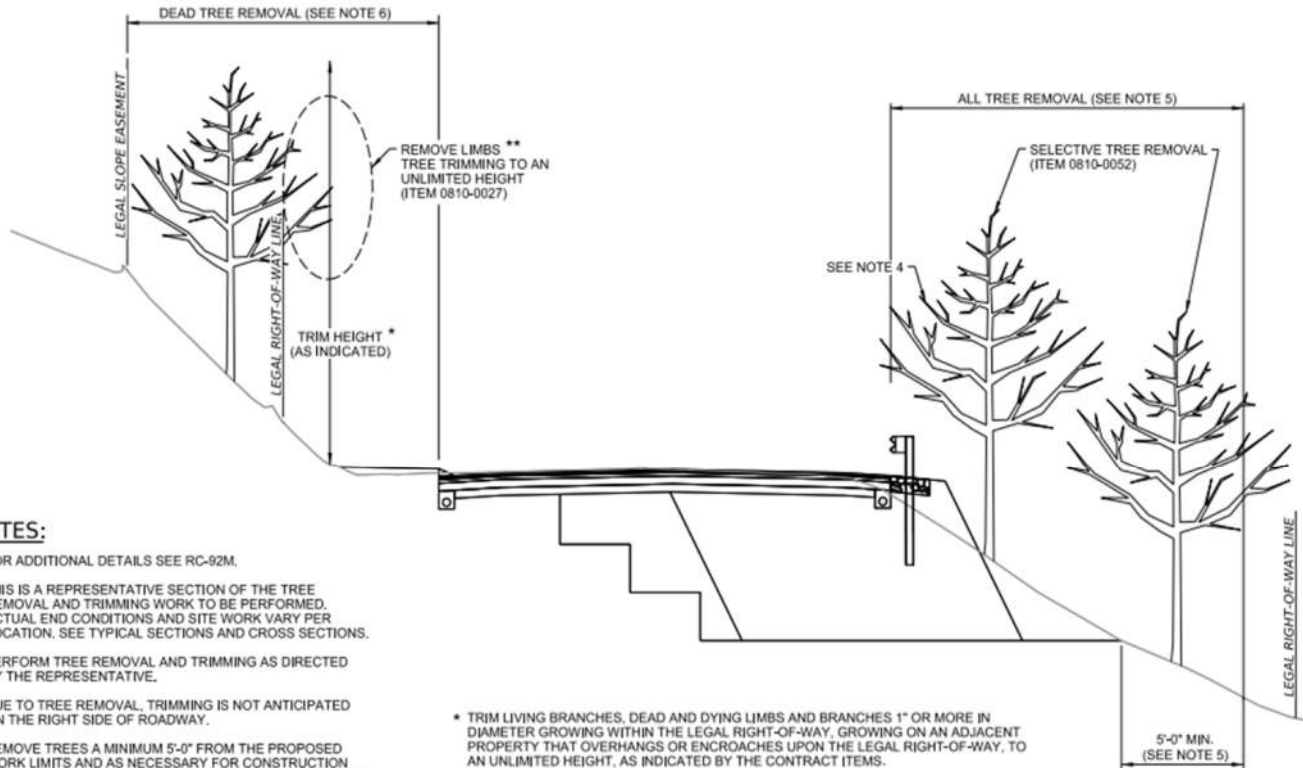 DEAD TREE REMOVAL (SEE NOTE 6)
LEGAL SLOPE EASEMENT
REMOVE LIMBS **
TREE TRIMMING TO AN
UNLIMITED HEIGHT
(ITEM 0810-0027)
LEGAL RIGHT-OF-WAY LINE
TRIM HEIGHT *
(AS INDICATED)
ALL TREE REMOVAL (SEE NOTE 5)
SELECTIVE TREE REMOVAL
(ITEM 0810-0052)
SEE NOTE 4
LEGAL RIGHT-OF-WAY LINE
5'-0" MIN.
(SEE NOTE 5)
TES:
OR ADDITIONAL DETAILS SEE RC-92M.
HIS IS A REPRESENTATIVE SECTION OF THE TREE
EMOVAL AND TRIMMING WORK TO BE PERFORMED.
CTUAL END CONDITIONS AND SITE WORK VARY PER
OCATION. SEE TYPICAL SECTIONS AND CROSS SECTIONS.
ERFORM TREE REMOVAL AND TRIMMING AS DIRECTED
Y THE REPRESENTATIVE.
UE TO TREE REMOVAL, TRIMMING IS NOT ANTICIPATED
N THE RIGHT SIDE OF ROADWAY.
EMOVE TREES A MINIMUM 5'-0" FROM THE PROPOSED
ORK LIMITS AND AS NECESSARY FOR CONSTRUCTION
* TRIM LIVING BRANCHES, DEAD AND DYING LIMBS AND BRANCHES 1" OR MORE IN
DIAMETER GROWING WITHIN THE LEGAL RIGHT-OF-WAY, GROWING ON AN ADJACENT
PROPERTY THAT OVERHANGS OR ENCROACHES UPON THE LEGAL RIGHT-OF-WAY, TO
AN UNLIMITED HEIGHT, AS INDICATED BY THE CONTRACT ITEMS.